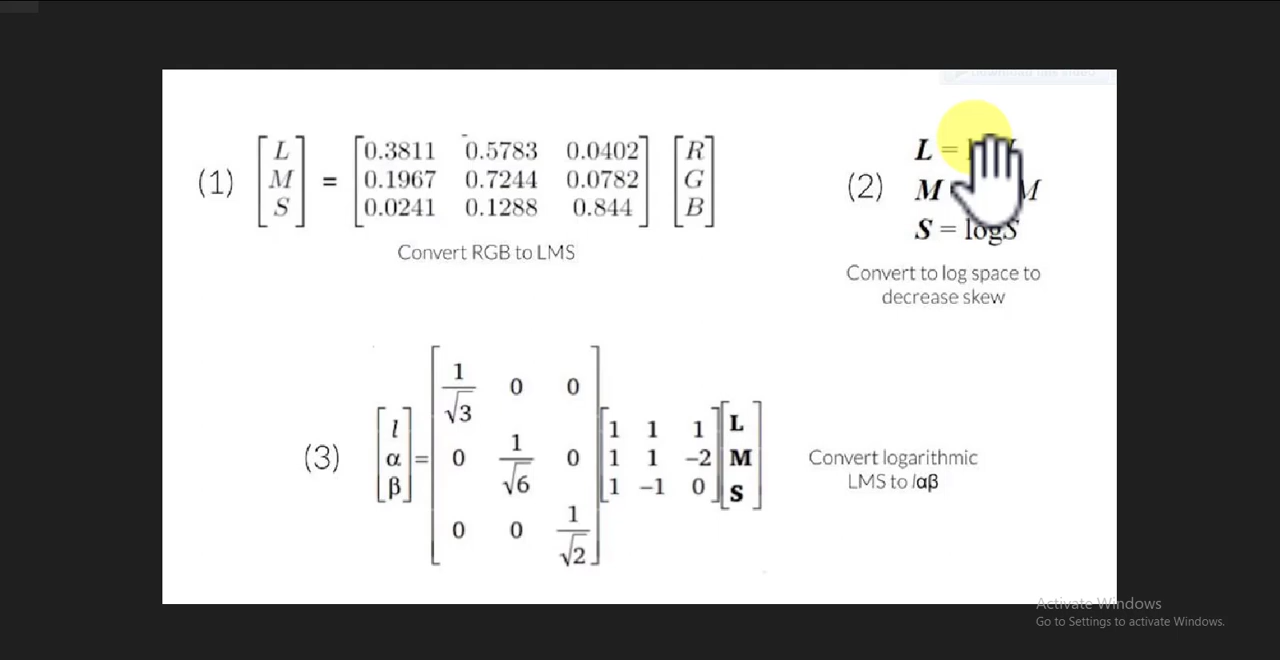 (1) [L M S] = [0.3811 0.5783 0.0402 0.1967 0.7244 0.0782 0.0241 0.1288 0.844] [R G B]
Convert RGB to LMS
(2) L =
M M
S = logS
Convert to log space to
decrease skew
(3) [l α β] = [1/√3 0 0 0 1/√6 0 0 0 1/√2] [1 1 1 1 1 -2 1 -1 0] [L M S]
Convert logarithmic
LMS to lαβ
Activate Windows
Go to Settings to activate Windows.